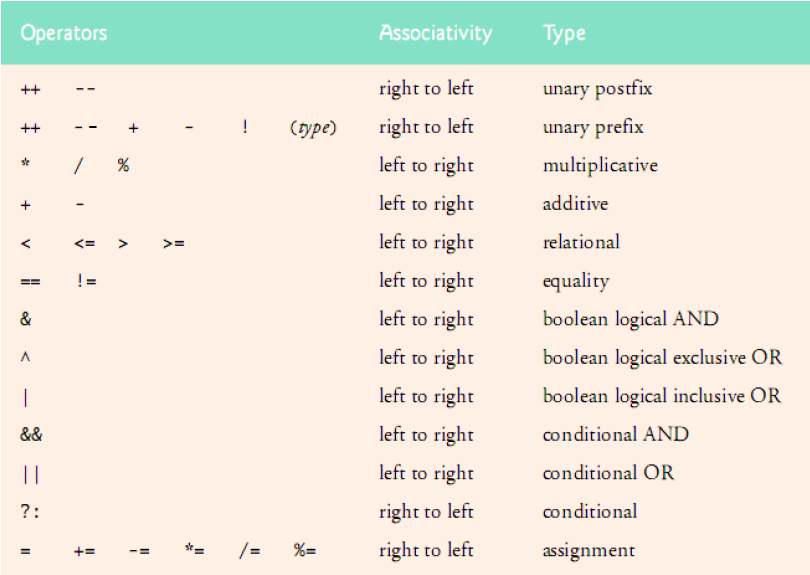 Operators Associativity Type
++ -- right to left unary postfix
++ -- + - ! (type) right to left unary prefix
* / % left to right multiplicative
+ - left to right additive
< <= > >= left to right relational
== != left to right equality
& left to right boolean logical AND
^ left to right boolean logical exclusive OR
| left to right boolean logical inclusive OR
&& left to right conditional AND
|| left to right conditional OR
?: right to left conditional
= += -= *= /= %= right to left assignment